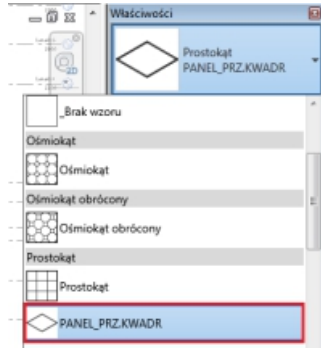 Właściwości
Prostokąt
PANEL_PRZ.KWADR
_Brak wzoru
Ośmiokąt
Ośmiokąt
Ośmiokąt obrócony
Ośmiokąt obrócony
Prostokąt
Prostokąt
PANEL_PRZ.KWADR